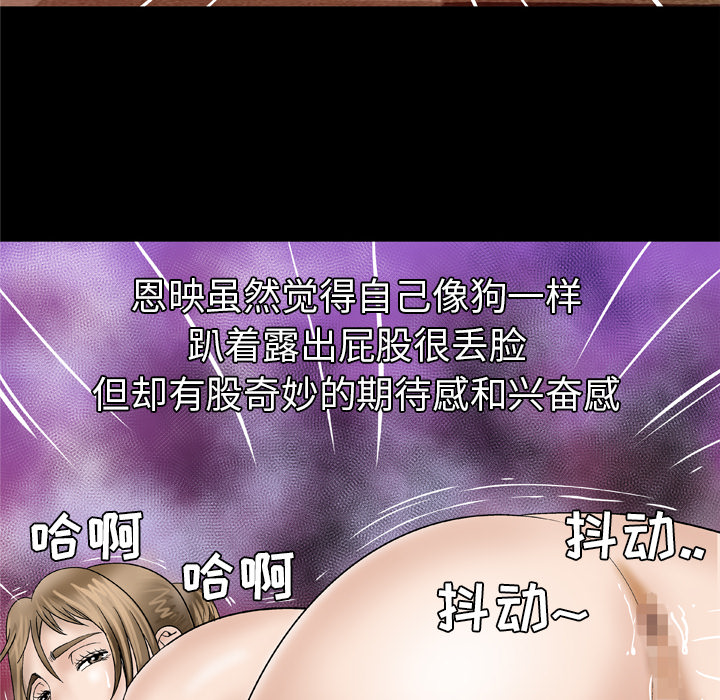 恩映虽然觉得自己像狗一样
趴着露出屁股很丢脸
但却有股奇妙的期待感和兴奋感
哈啊
哈啊
抖动..
抖动~